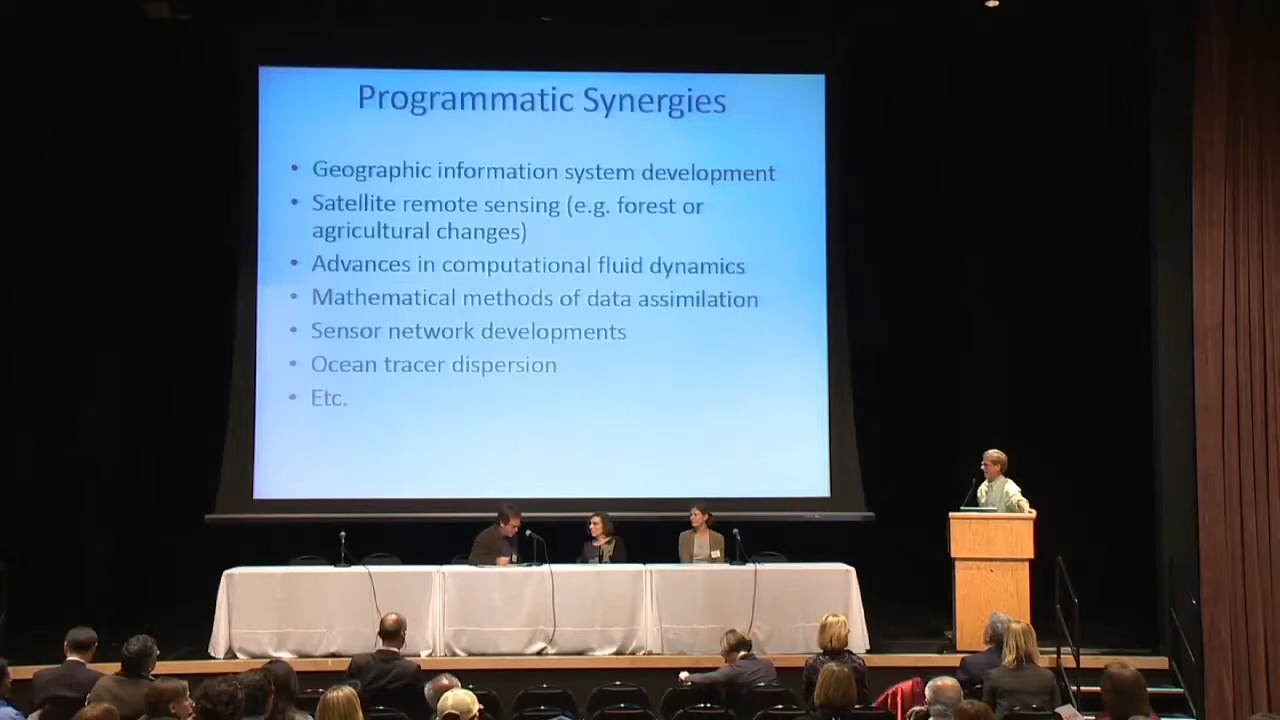 Programmatic Synergies
• Geographic information system development
• Satellite remote sensing (e.g. forest or
agricultural changes)
• Advances in computational fluid dynamics
• Mathematical methods of data assimilation
• Sensor network developments
• Ocean tracer dispersion
• Etc.